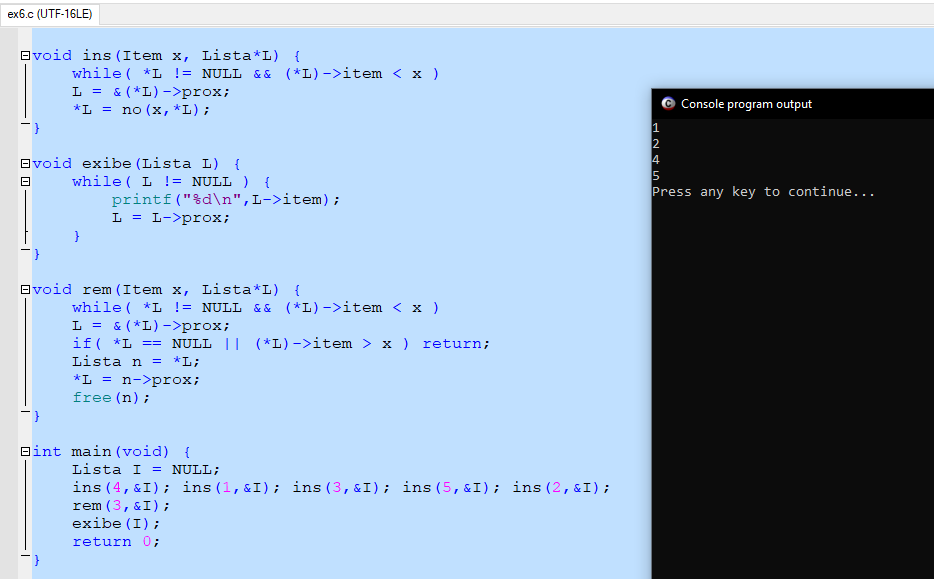 ex6.c (UTF-16LE)
void ins(Item x, Lista*L) {
    while( *L != NULL && (*L)->item < x )
    L = &(*L)->prox;
    *L = no(x,*L);
}
void exibe(Lista L) {
    while( L != NULL ) {
        printf("%d\n",L->item);
        L = L->prox;
    }
}
void rem(Item x, Lista*L) {
    while( *L != NULL && (*L)->item < x )
    L = &(*L)->prox;
    if( *L == NULL || (*L)->item > x ) return;
    Lista n = *L;
    *L = n->prox;
    free(n);
}
int main(void) {
    Lista I = NULL;
    ins(4,&I); ins(1,&I); ins(3,&I); ins(5,&I); ins(2,&I);
    rem(3,&I);
    exibe(I);
    return 0;
}
C Console program output
1
2
4
5
Press any key to continue...